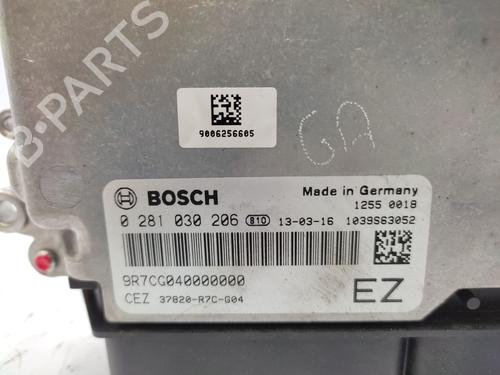 B-PARTS
9006256605
GA
BOSCH
Made in Germany
1255 0018
0 281 030 206 810 13-03-16 1039S63052
9R7CG040000000
CEZ 37820-R7C-G04
EZ